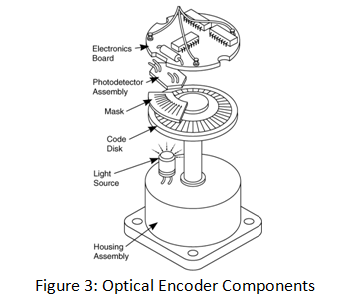 Electronics
Board
Photodetector
Assembly
Mask
Code
Disk
Light
Source
Housing
Assembly
Figure 3: Optical Encoder Components